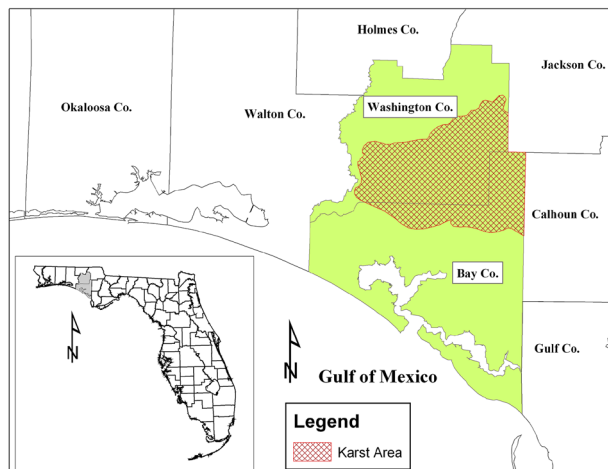 Holmes Co.
Jackson Co.
Okaloosa Co.
Walton Co.
Washington Co.
Calhoun Co.
Bay Co.
Gulf Co.
N
N
Gulf of Mexico
Legend
Karst Area